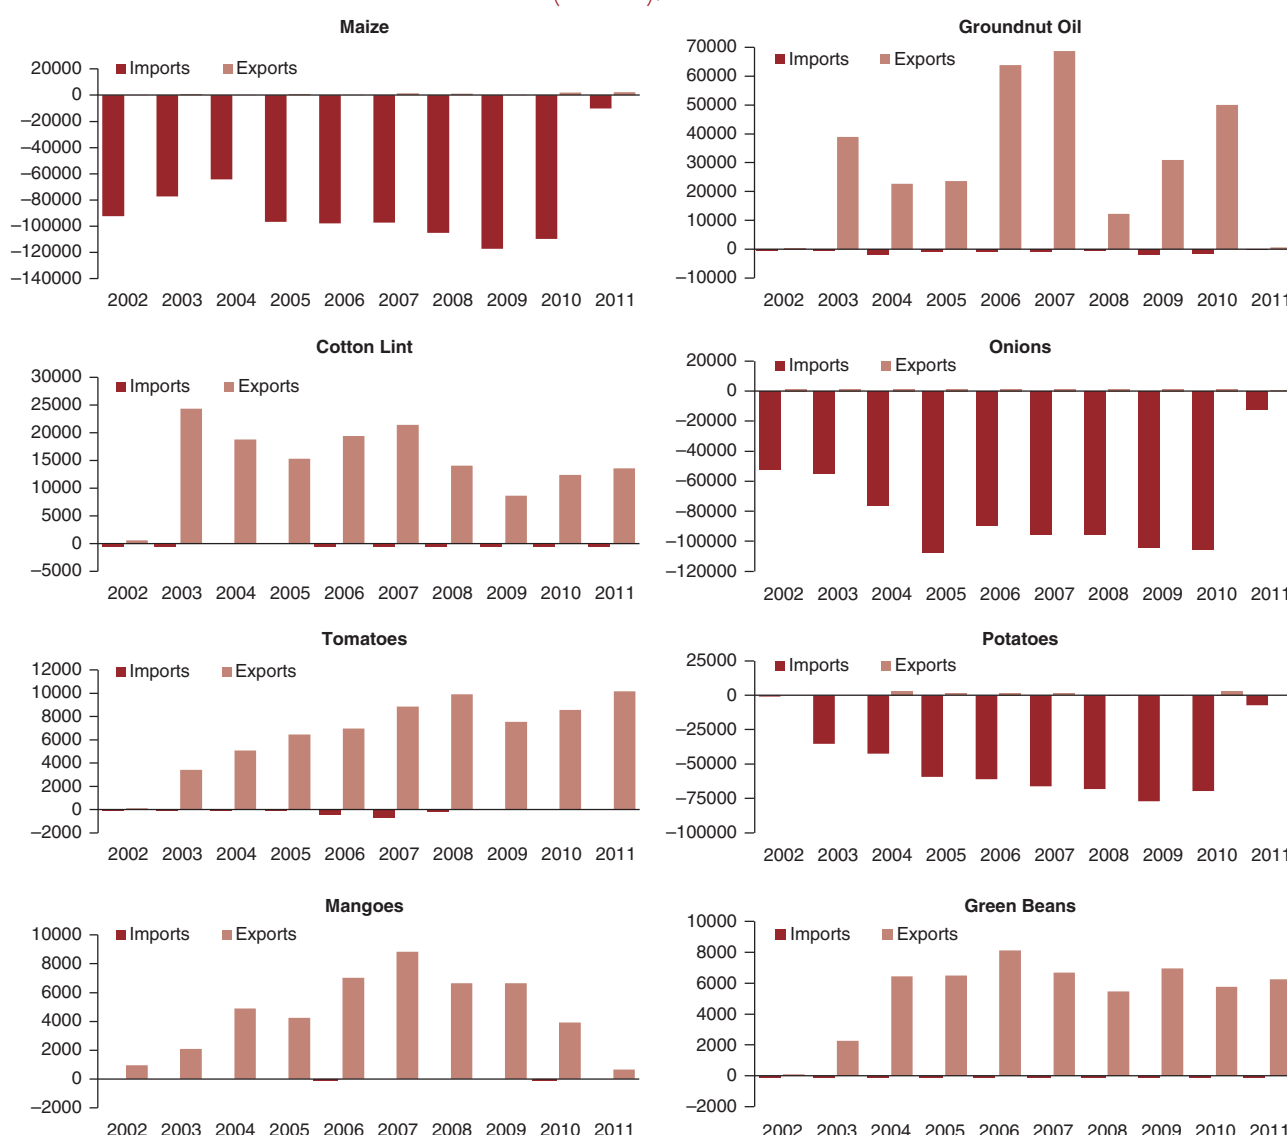 Maize
20000
Imports Exports
0
–20000
–40000
–60000
–80000
–100000
–120000
–140000
2002 2003 2004 2005 2006 2007 2008 2009 2010 2011
Groundnut Oil
70000
Imports Exports
60000
50000
40000
30000
20000
10000
0
–10000
2002 2003 2004 2005 2006 2007 2008 2009 2010 2011
Cotton Lint
30000
Imports Exports
25000
20000
15000
10000
5000
0
–5000
2002 2003 2004 2005 2006 2007 2008 2009 2010 2011
Onions
20000
Imports Exports
0
–20000
–40000
–60000
–80000
–100000
–120000
2002 2003 2004 2005 2006 2007 2008 2009 2010 2011
Tomatoes
12000
Imports Exports
10000
8000
6000
4000
2000
0
–2000
2002 2003 2004 2005 2006 2007 2008 2009 2010 2011
Potatoes
25000
Imports Exports
0
–25000
–50000
–75000
–100000
2002 2003 2004 2005 2006 2007 2008 2009 2010 2011
Mangoes
10000
Imports Exports
8000
6000
4000
2000
0
–2000
2002 2003 2004 2005 2006 2007 2008 2009 2010 2011
Green Beans
10000
Imports Exports
8000
6000
4000
2000
0
–2000
2002 2003 2004 2005 2006 2007 2008 2009 2010 2011